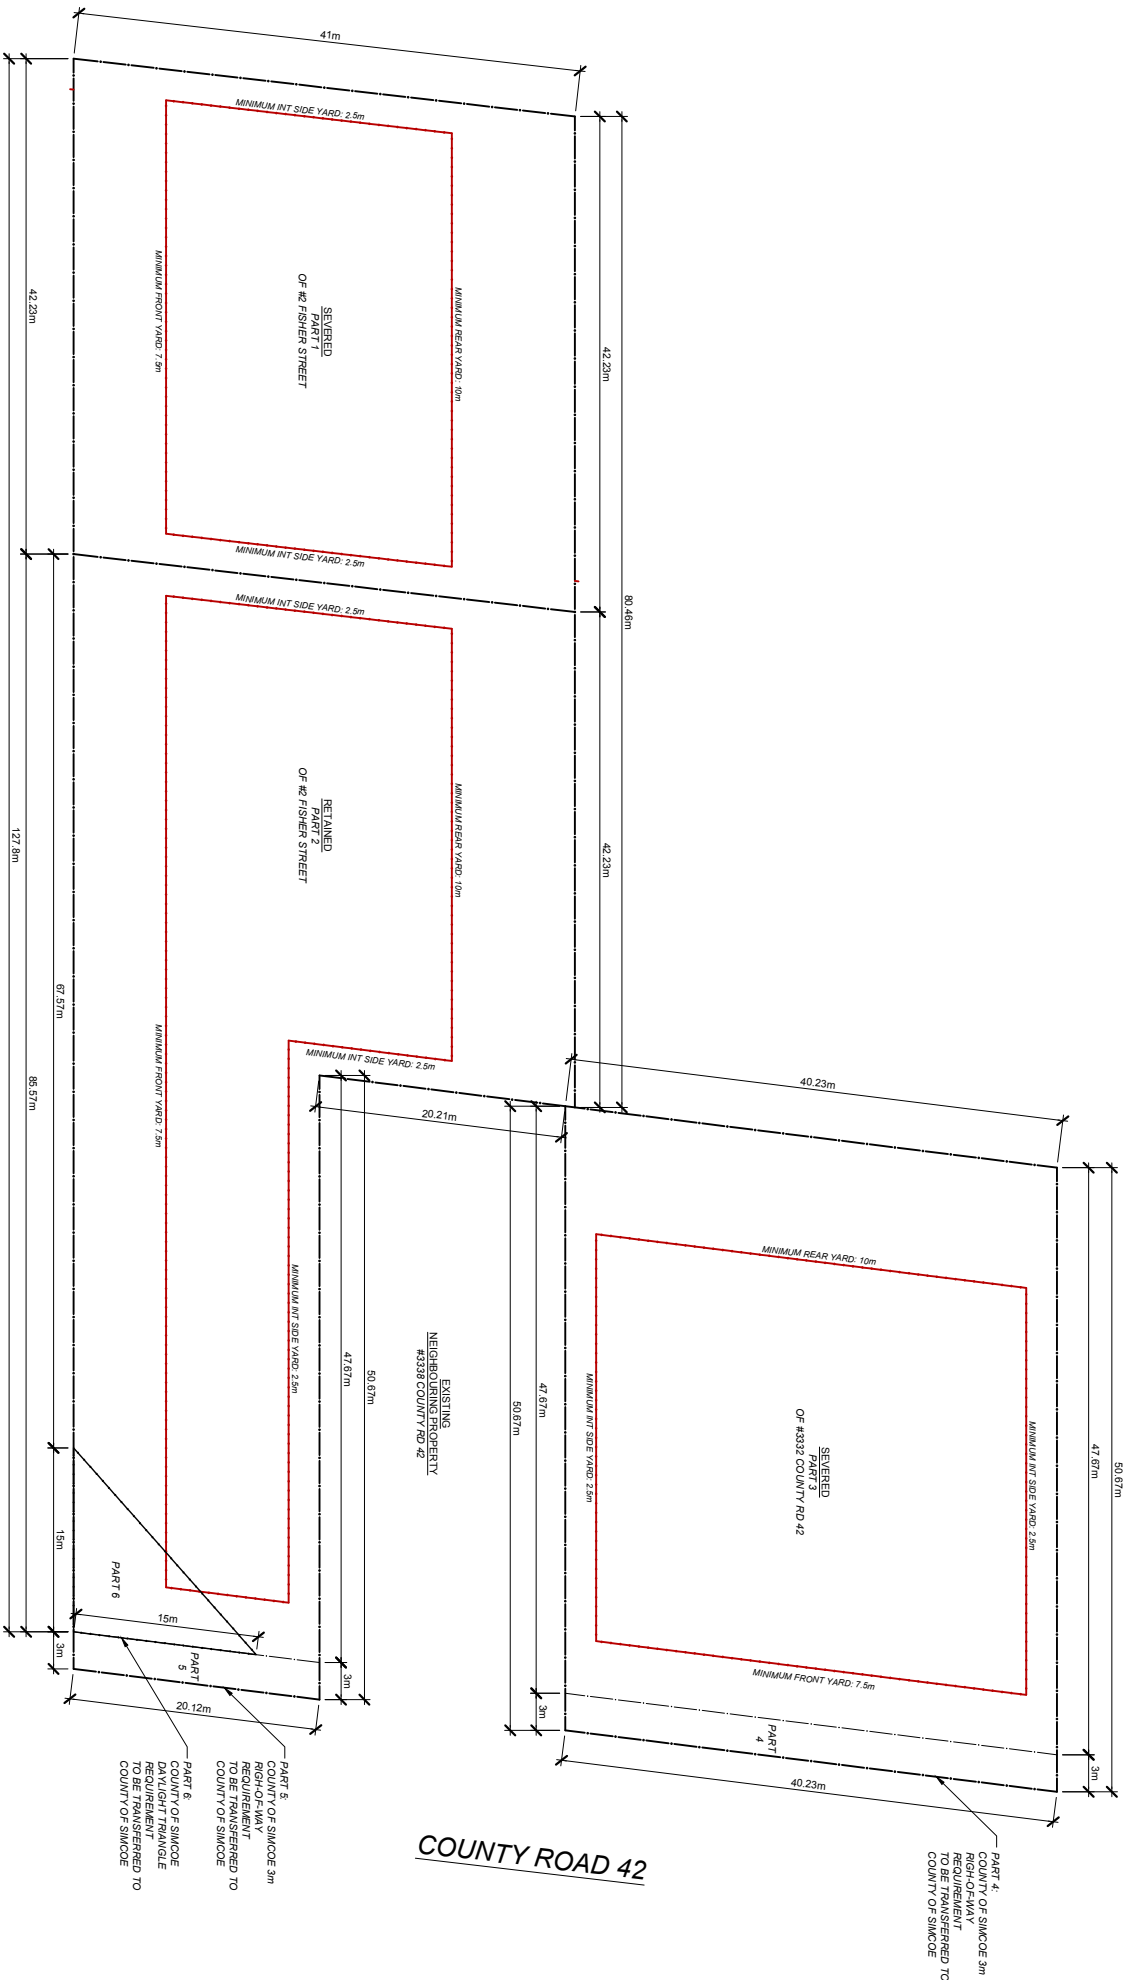 41m
MINIMUM INT SIDE YARD: 2.5m
MINIMUM FRONT YARD: 7.5m
SEVERED
PART 1
OF #2 FISHER STREET
MINIMUM REAR YARD: 10m
42.23m
42.23m
80.46m
MINIMUM INT SIDE YARD: 2.5m
MINIMUM INT SIDE YARD: 2.5m
RETAINED
PART 2
OF #2 FISHER STREET
MINIMUM REAR YARD: 10m
42.23m
127.8m
85.57m
67.57m
MINIMUM FRONT YARD: 7.5m
MINIMUM INT SIDE YARD: 2.5m
MINIMUM INT SIDE YARD: 2.5m
20.21m
40.23m
50.67m
47.67m
3m
EXISTING
NEIGHBOURING PROPERTY
#3338 COUNTY RD 42
50.67m
47.67m
3m
MINIMUM REAR YARD: 10m
MINIMUM INT SIDE YARD: 2.5m
SEVERED
PART 3
OF #3332 COUNTY RD 42
MINIMUM INT SIDE YARD: 2.5m
47.67m
50.67m
3m
MINIMUM FRONT YARD: 7.5m
PART
4
40.23m
15m
PART 6
15m
3m
PART
5
20.12m
PART 5:
COUNTY OF SIMCOE 3m
RIGH-OF-WAY
REQUIREMENT
TO BE TRANSFERRED TO
COUNTY OF SIMCOE
PART 6:
COUNTY OF SIMCOE
DAYLIGHT TRIANGLE
REQUIREMENT
TO BE TRANSFERRED TO
COUNTY OF SIMCOE
COUNTY ROAD 42
PART 4:
COUNTY OF SIMCOE 3m
RIGH-OF-WAY
REQUIREMENT
TO BE TRANSFERRED TO
COUNTY OF SIMCOE